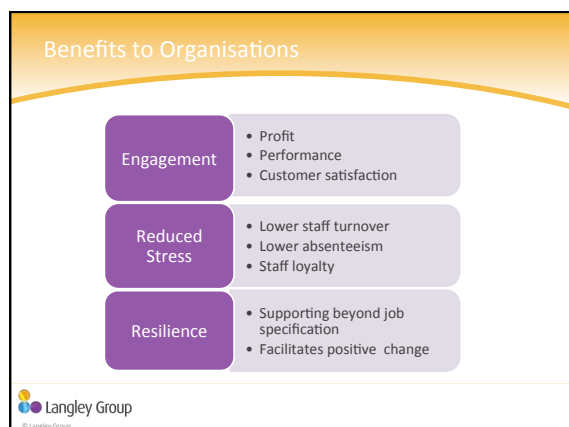 Benefits to Organisations
Engagement
• Profit
• Performance
• Customer satisfaction
Reduced
Stress
• Lower staff turnover
• Lower absenteeism
• Staff loyalty
Resilience
• Supporting beyond job
specification
• Facilitates positive change
Langley Group
© Langley Group